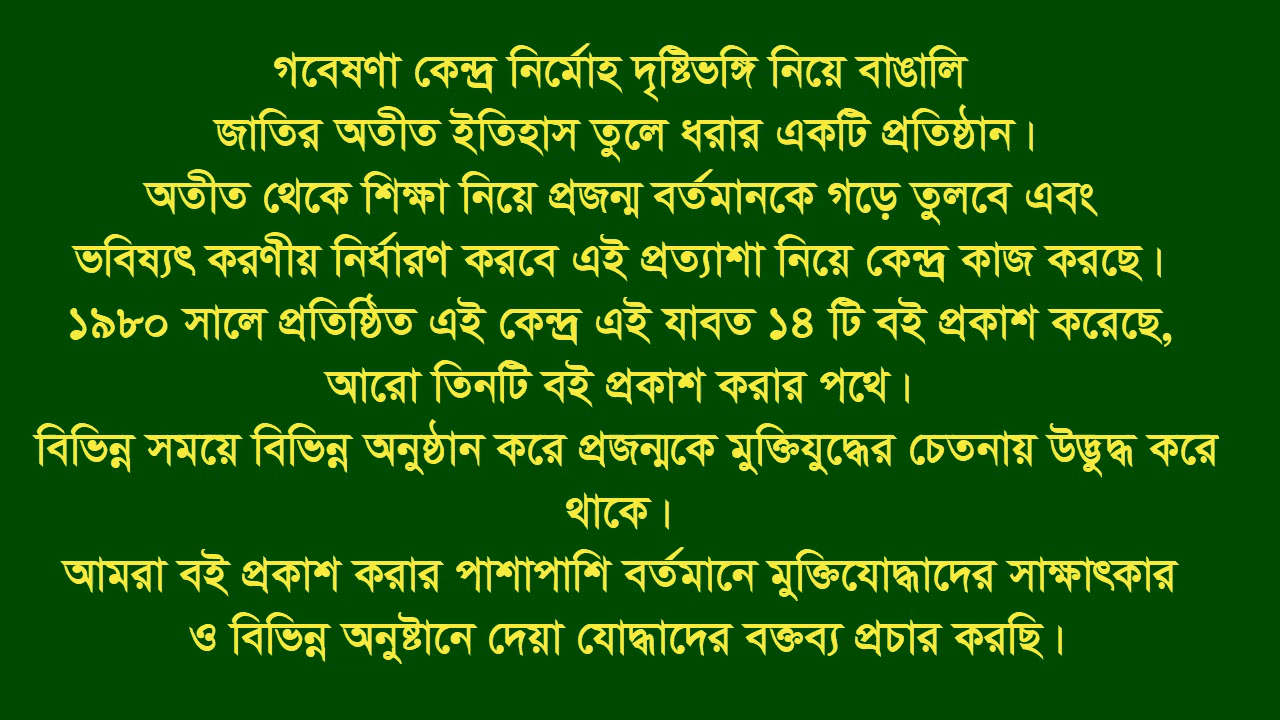 গবেষণা কেন্দ্র নির্মোহ দৃষ্টিভঙ্গি নিয়ে বাঙালি
জাতির অতীত ইতিহাস তুলে ধরার একটি প্রতিষ্ঠান।
অতীত থেকে শিক্ষা নিয়ে প্রজন্ম বর্তমানকে গড়ে তুলবে এবং
ভবিষ্যৎ করণীয় নির্ধারণ করবে এই প্রত্যাশা নিয়ে কেন্দ্র কাজ করছে।
১৯৮০ সালে প্রতিষ্ঠিত এই কেন্দ্র এই যাবত ১৪ টি বই প্রকাশ করেছে,
আরো তিনটি বই প্রকাশ করার পথে।
বিভিন্ন সময়ে বিভিন্ন অনুষ্ঠান করে প্রজন্মকে মুক্তিযুদ্ধের চেতনায় উদ্ভুদ্ধ করে
থাকে।
আমরা বই প্রকাশ করার পাশাপাশি বর্তমানে মুক্তিযোদ্ধাদের সাক্ষাৎকার
ও বিভিন্ন অনুষ্টানে দেয়া যোদ্ধাদের বক্তব্য প্রচার করছি।